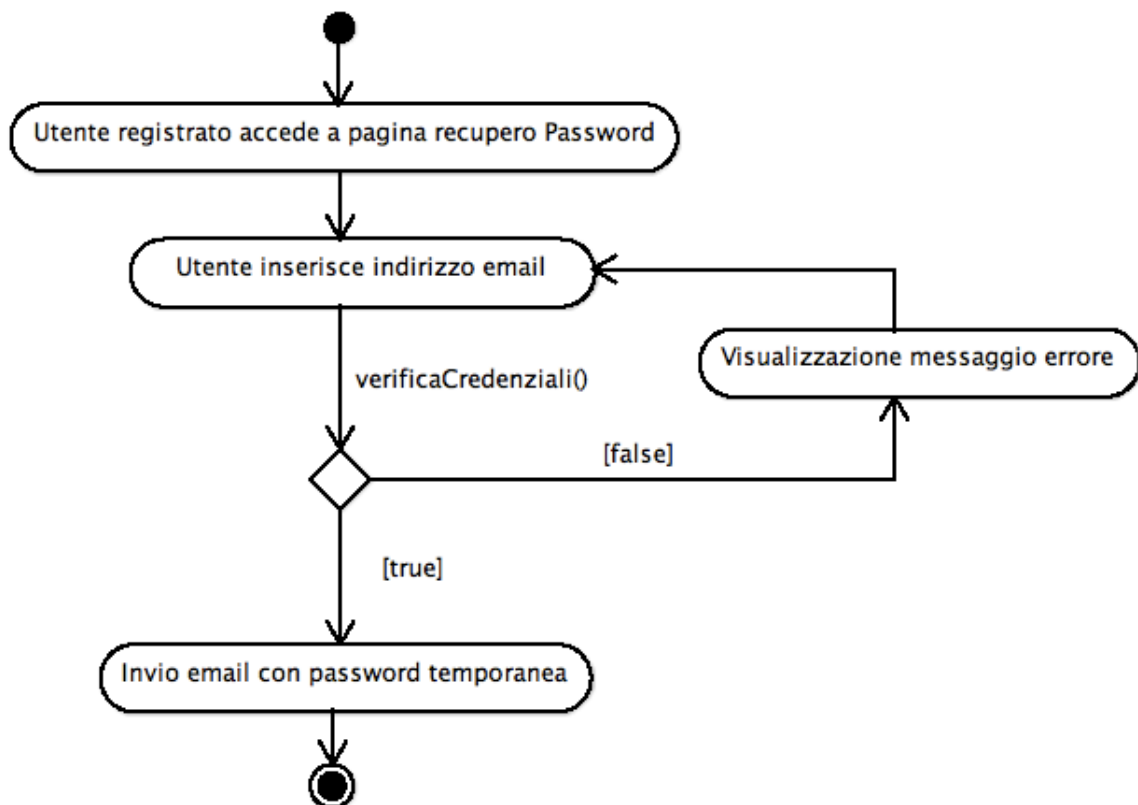 Utente registrato accede a pagina recupero Password
Utente inserisce indirizzo email
Visualizzazione messaggio errore
verificaCredenziali()
[false]
[true]
Invio email con password temporanea